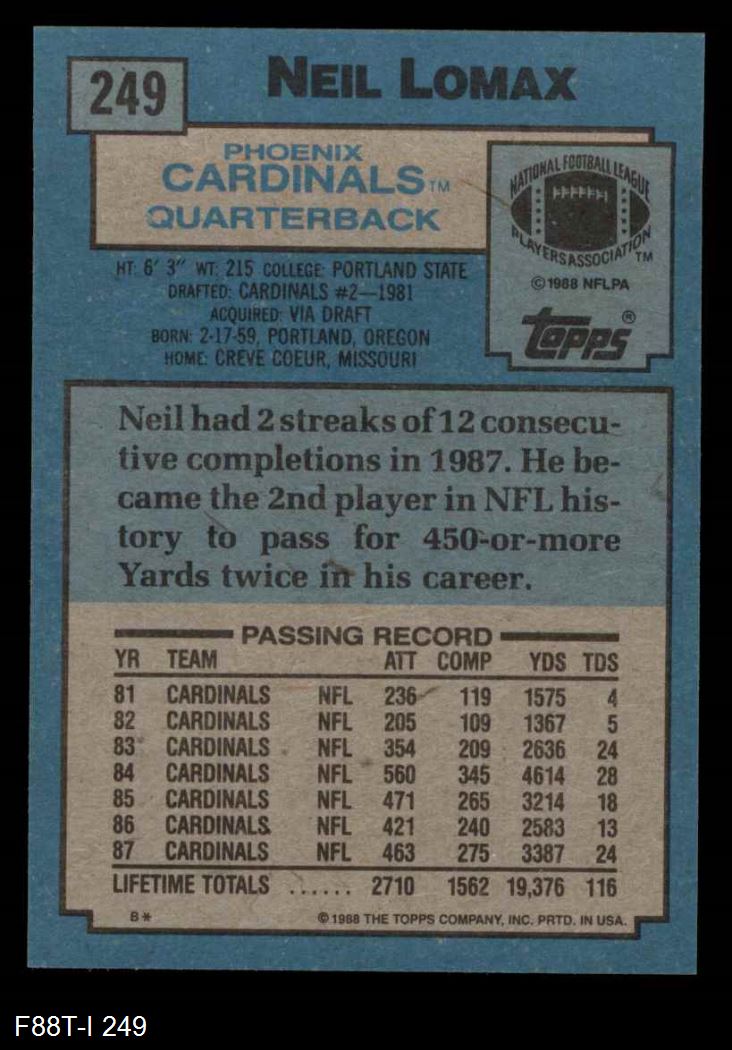 249
NEIL LOMAX
PHOENIX
CARDINALS™
QUARTERBACK
NATIONAL FOOTBALL LEAGUE
PLAYERS ASSOCIATION™
©1988 NFLPA
Topps®
HT: 6' 3" WT: 215 COLLEGE: PORTLAND STATE
DRAFTED: CARDINALS #2—1981
ACQUIRED: VIA DRAFT
BORN: 2-17-59, PORTLAND, OREGON
HOME: CREVE COEUR, MISSOURI
Neil had 2 streaks of 12 consecu-
tive completions in 1987. He be-
came the 2nd player in NFL his-
tory to pass for 450-or-more
Yards twice in his career.
PASSING RECORD
YR TEAM ATT COMP YDS TDS
81 CARDINALS NFL 236 119 1575 4
82 CARDINALS NFL 205 109 1367 5
83 CARDINALS NFL 354 209 2636 24
84 CARDINALS NFL 560 345 4614 28
85 CARDINALS NFL 471 265 3214 18
86 CARDINALS NFL 421 240 2583 13
87 CARDINALS NFL 463 275 3387 24
LIFETIME TOTALS ...... 2710 1562 19,376 116
B* ©1988 THE TOPPS COMPANY, INC. PRTD. IN USA.
F88T-I 249